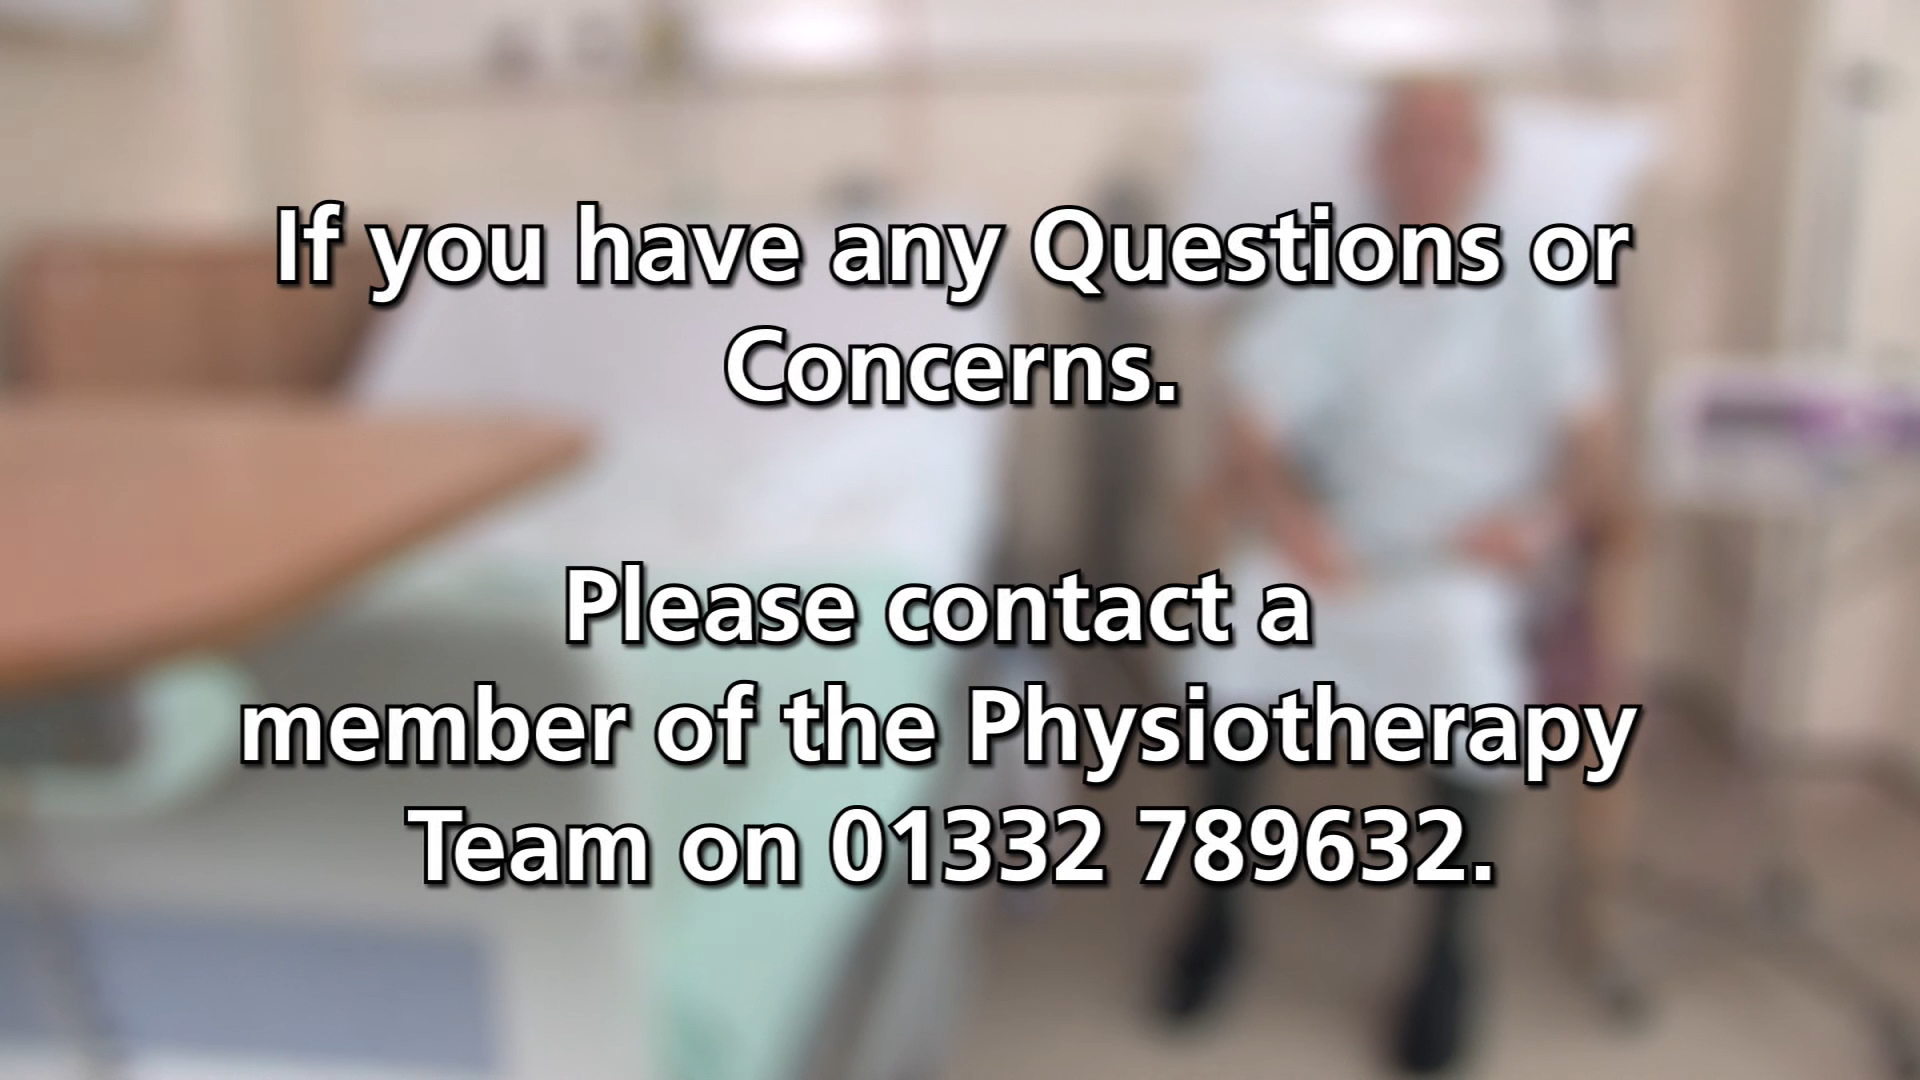 If you have any Questions or
Concerns.
Please contact a
member of the Physiotherapy
Team on 01332 789632.